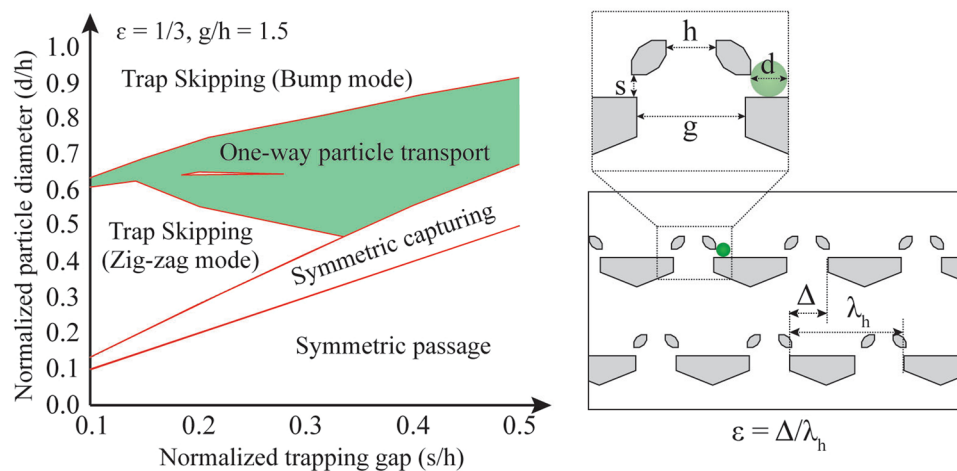 ε = 1/3, g/h = 1.5
Normalized particle diameter (d/h)
1.0
0.9
0.8
0.7
0.6
0.5
0.4
0.3
0.2
0.1
0.0
Trap Skipping (Bump mode)
One-way particle transport
Trap Skipping
(Zig-zag mode)
Symmetric capturing
Symmetric passage
0.1 0.2 0.3 0.4 0.5
Normalized trapping gap (s/h)
h
d
s
g
Δ
λh
ε = Δ/λh